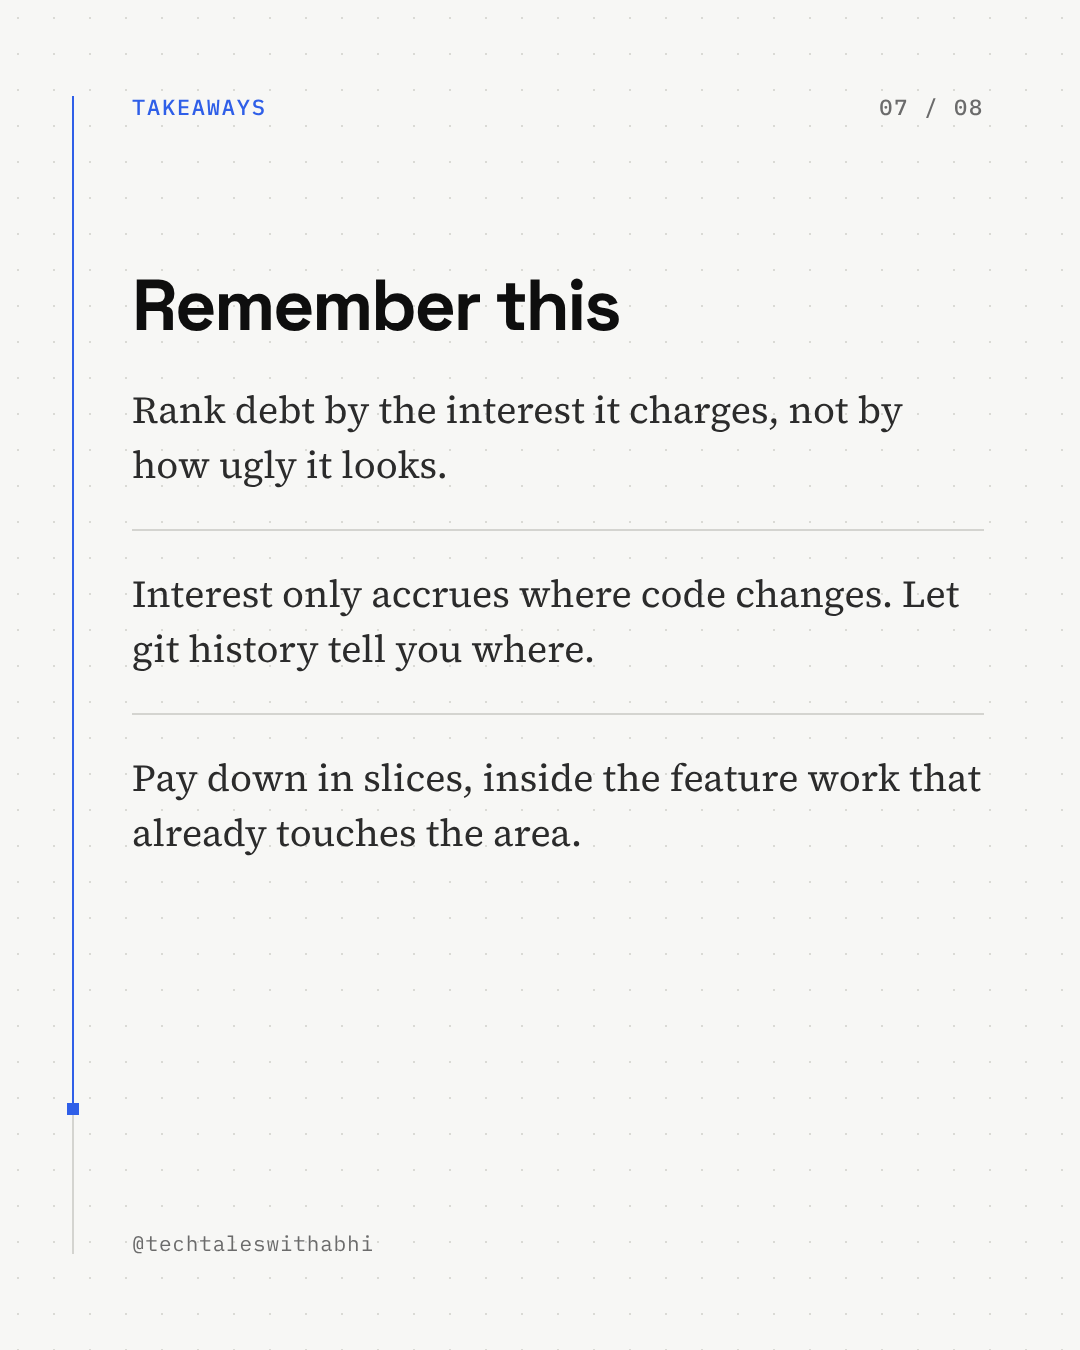 TAKEAWAYS
07 / 08
Remember this
Rank debt by the interest it charges, not by
how ugly it looks.
Interest only accrues where code changes. Let
git history tell you where.
Pay down in slices, inside the feature work that
already touches the area.
@techtaleswithabhi